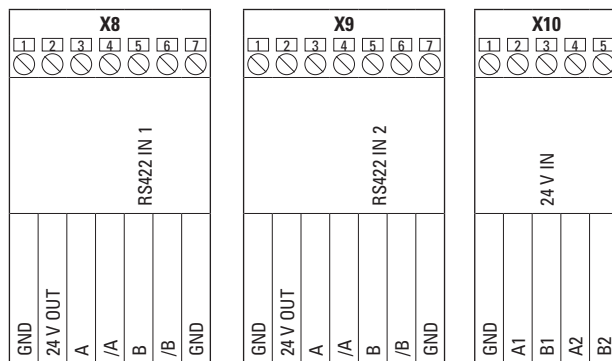 X8
1 2 3 4 5 6 7
RS422 IN 1
GND
24 V OUT
A
/A
B
/B
GND
X9
1 2 3 4 5 6 7
RS422 IN 2
GND
24 V OUT
A
/A
B
/B
GND
X10
1 2 3 4 5
24 V IN
GND
A1
B1
A2
B2